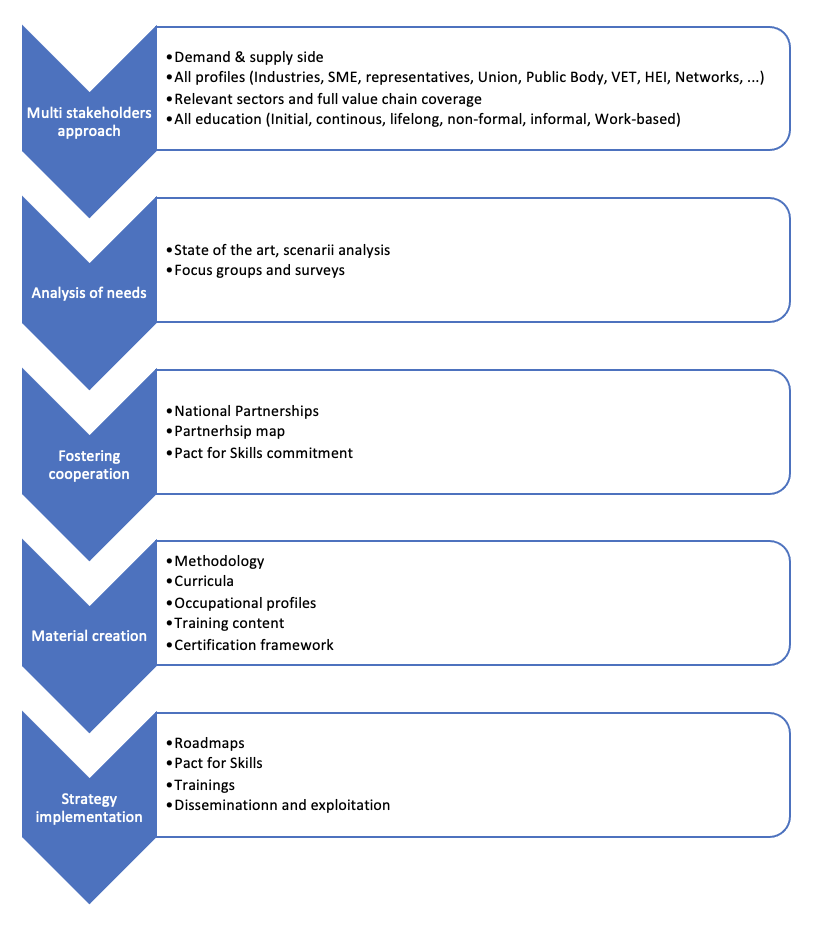 Multi stakeholders
approach
•Demand & supply side
•All profiles (Industries, SME, representatives, Union, Public Body, VET, HEI, Networks, ...)
•Relevant sectors and full value chain coverage
•All education (Initial, continous, lifelong, non-formal, informal, Work-based)
Analysis of needs
•State of the art, scenarii analysis
•Focus groups and surveys
Fostering
cooperation
•National Partnerships
•Partnerhsip map
•Pact for Skills commitment
Material creation
•Methodology
•Curricula
•Occupational profiles
•Training content
•Certification framework
Strategy
implementation
•Roadmaps
•Pact for Skills
•Trainings
•Disseminationn and exploitation